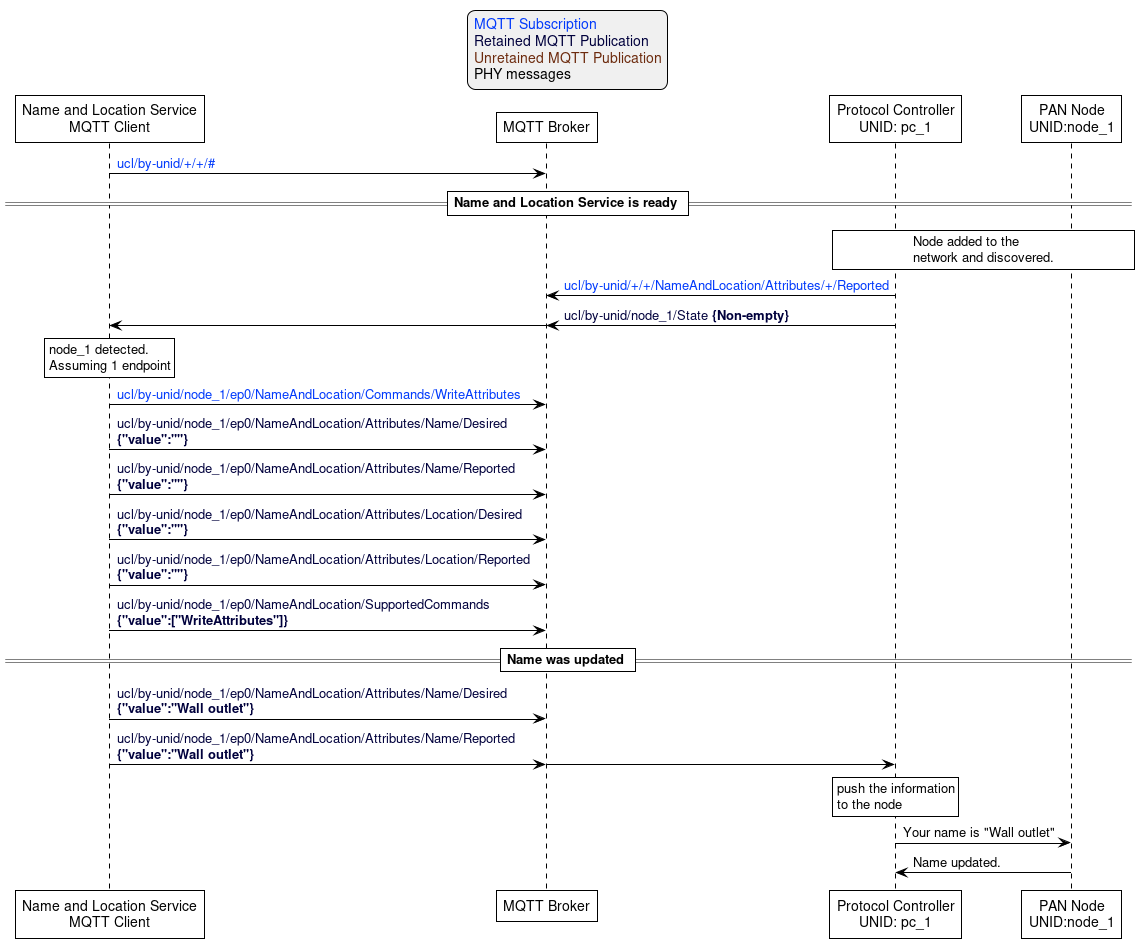 MQTT Subscription
Retained MQTT Publication
Unretained MQTT Publication
PHY messages
Name and Location Service
MQTT Client
MQTT Broker
Protocol Controller
UNID: pc_1
PAN Node
UNID:node_1
ucl/by-unid/+/+/#
Name and Location Service is ready
Node added to the
network and discovered.
ucl/by-unid/+/+/NameAndLocation/Attributes/+/Reported
ucl/by-unid/node_1/State {Non-empty}
node_1 detected.
Assuming 1 endpoint
ucl/by-unid/node_1/ep0/NameAndLocation/Commands/WriteAttributes
ucl/by-unid/node_1/ep0/NameAndLocation/Attributes/Name/Desired
{"value":""}
ucl/by-unid/node_1/ep0/NameAndLocation/Attributes/Name/Reported
{"value":""}
ucl/by-unid/node_1/ep0/NameAndLocation/Attributes/Location/Desired
{"value":""}
ucl/by-unid/node_1/ep0/NameAndLocation/Attributes/Location/Reported
{"value":""}
ucl/by-unid/node_1/ep0/NameAndLocation/SupportedCommands
{"value":["WriteAttributes"]}
Name was updated
ucl/by-unid/node_1/ep0/NameAndLocation/Attributes/Name/Desired
{"value":"Wall outlet"}
ucl/by-unid/node_1/ep0/NameAndLocation/Attributes/Name/Reported
{"value":"Wall outlet"}
push the information
to the node
Your name is "Wall outlet"
Name updated.
Name and Location Service
MQTT Client
MQTT Broker
Protocol Controller
UNID: pc_1
PAN Node
UNID:node_1